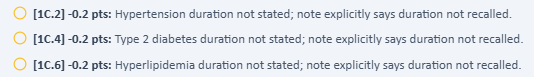 [1C.2] -0.2 pts: Hypertension duration not stated; note explicitly says duration not recalled.
[1C.4] -0.2 pts: Type 2 diabetes duration not stated; note explicitly says duration not recalled.
[1C.6] -0.2 pts: Hyperlipidemia duration not stated; note explicitly says duration not recalled.